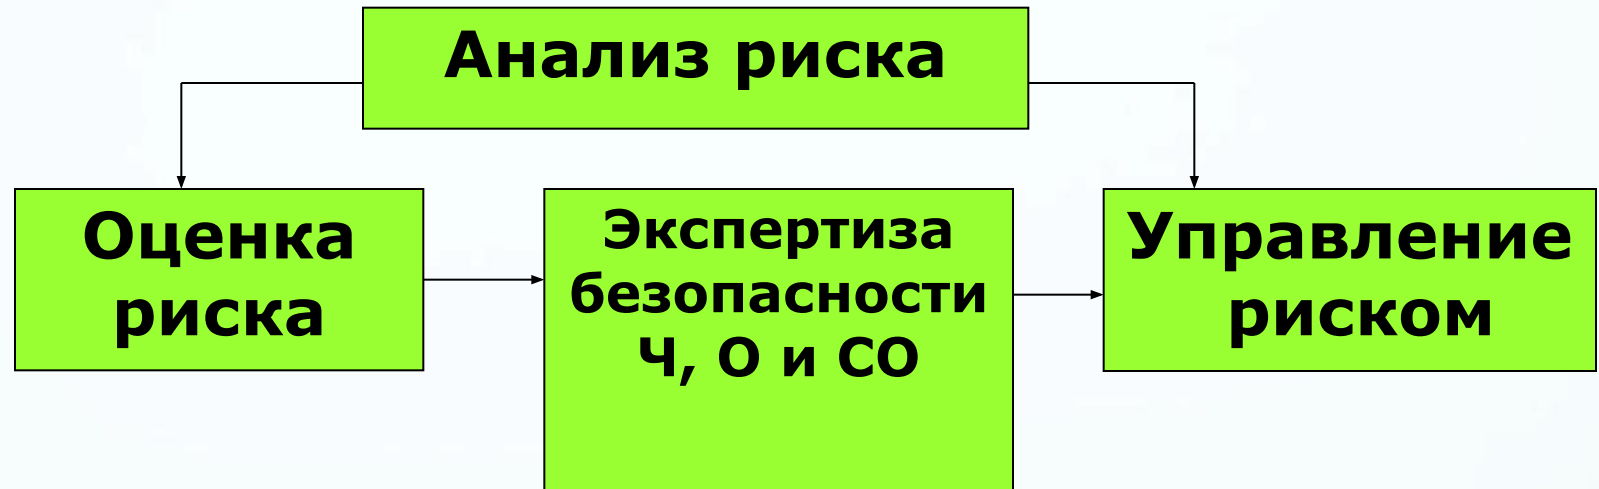 Анализ риска
Оценка
риска
Экспертиза
безопасности
Ч, О и СО
Управление
риском